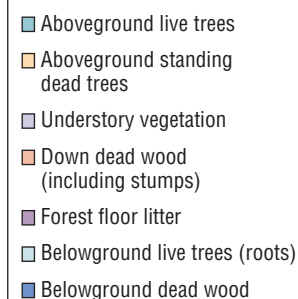 Aboveground live trees
Aboveground standing
dead trees
Understory vegetation
Down dead wood
(including stumps)
Forest floor litter
Belowground live trees (roots)
Belowground dead wood